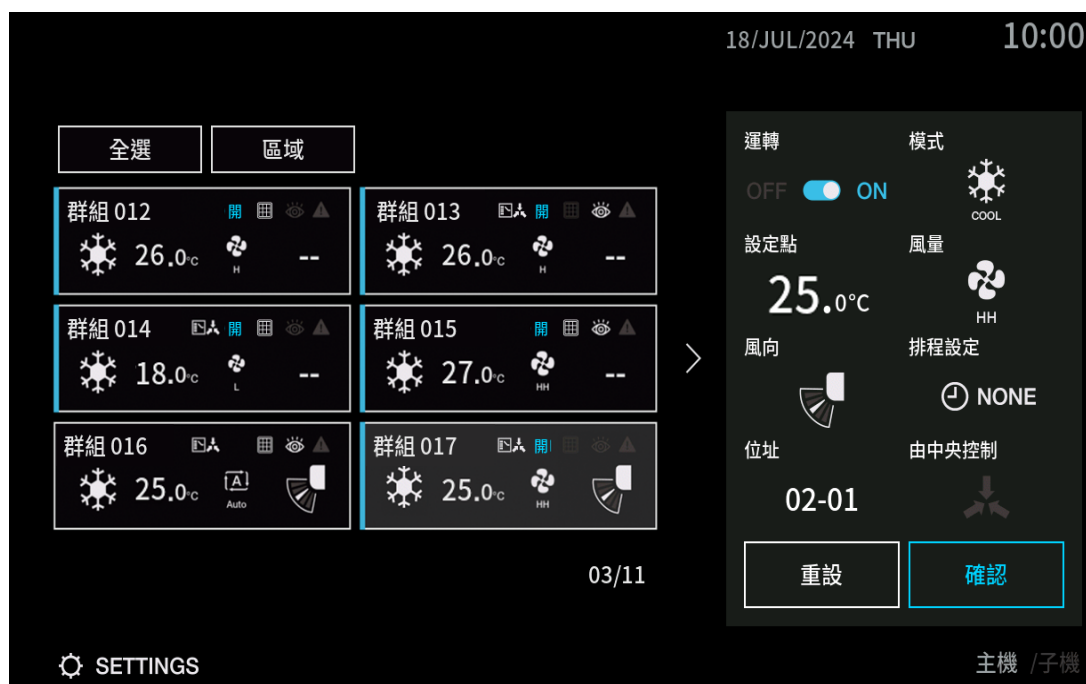 18/JUL/2024 THU 10:00
全選 區域
群組 012 開
26.0°C H --
群組 013 開
26.0°C H --
群組 014 開
18.0°C L --
群組 015 開
27.0°C HH --
群組 016
25.0°C A Auto
群組 017 開
25.0°C HH
03/11
運轉 模式
OFF ON COOL
設定點 風量
25.0°C HH
風向 排程設定
NONE
位址 由中央控制
02-01
重設 確認
SETTINGS
主機 /子機